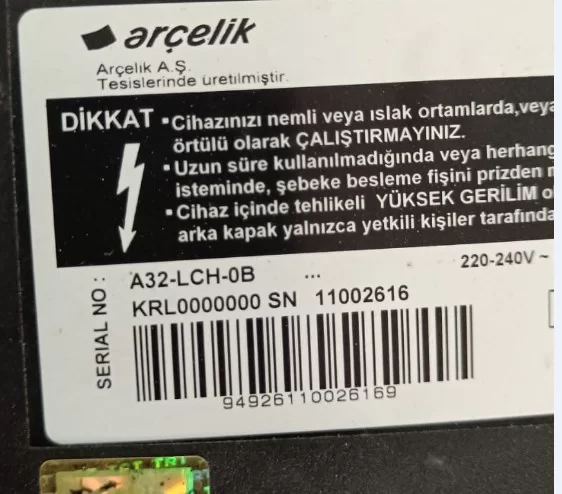 arçelik
Arçelik A.Ş.
Tesislerinde üretilmiştir.
DİKKAT ▪Cihazınızı nemli veya ıslak ortamlarda,veya
örtülü olarak ÇALIŞTIRMAYINIZ.
▪Uzun süre kullanılmadığında veya herhang
isteminde, şebeke besleme fişini prizden
▪Cihaz içinde tehlikeli YÜKSEK GERİLİM
arka kapak yalnızca yetkili kişiler tarafında
220-240V ~
SERIAL NO :
A32-LCH-0B ...
KRL0000000 SN 11002616
94926110026169